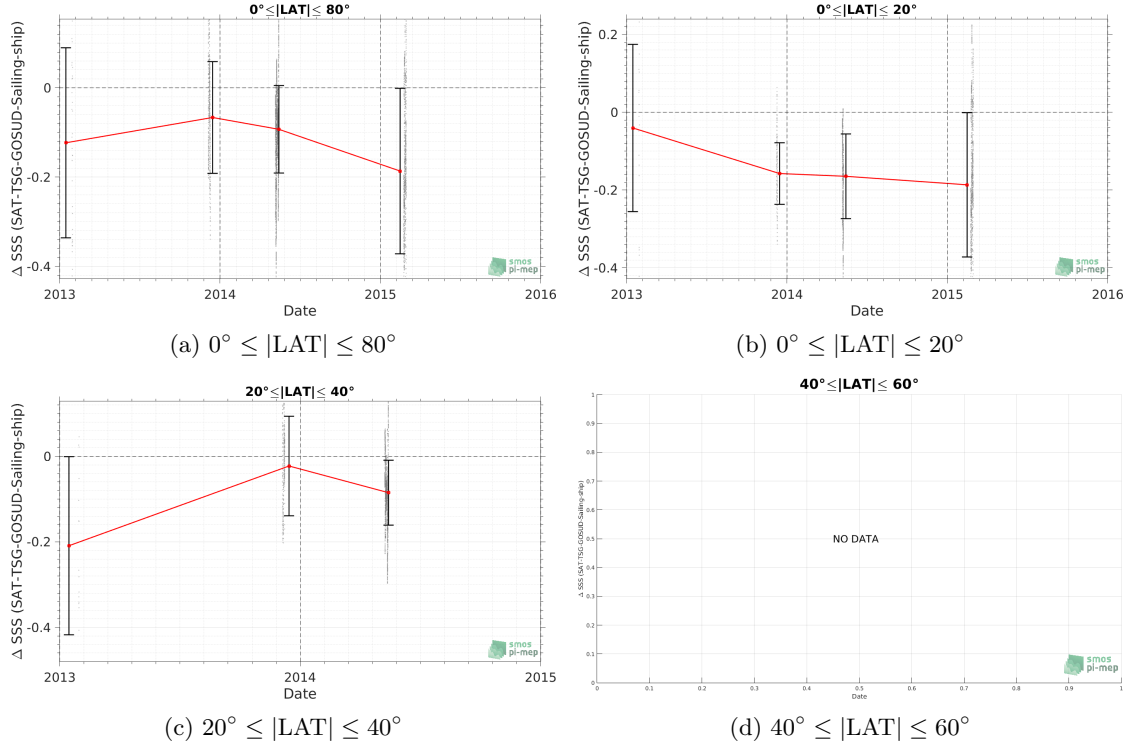 0°≤|LAT|≤ 80°
Δ SSS (SAT-TSG-GOSUD-Sailing-ship)
0
-0.2
-0.4
2013 2014 2015 2016
Date
smos
pi-mep
(a) 0° ≤ |LAT| ≤ 80°
0°≤|LAT|≤ 20°
Δ SSS (SAT-TSG-GOSUD-Sailing-ship)
0.2
0
-0.2
-0.4
2013 2014 2015 2016
Date
smos
pi-mep
(b) 0° ≤ |LAT| ≤ 20°
20°≤|LAT|≤ 40°
Δ SSS (SAT-TSG-GOSUD-Sailing-ship)
0
-0.2
-0.4
2013 2014 2015
Date
smos
pi-mep
(c) 20° ≤ |LAT| ≤ 40°
40°≤|LAT|≤ 60°
Δ SSS (SAT-TSG-GOSUD-Sailing-ship)
1
0.9
0.8
0.7
0.6
0.5
0.4
0.3
0.2
0.1
0
NO DATA
0 0.1 0.2 0.3 0.4 0.5 0.6 0.7 0.8 0.9 1
Date
smos
pi-mep
(d) 40° ≤ |LAT| ≤ 60°